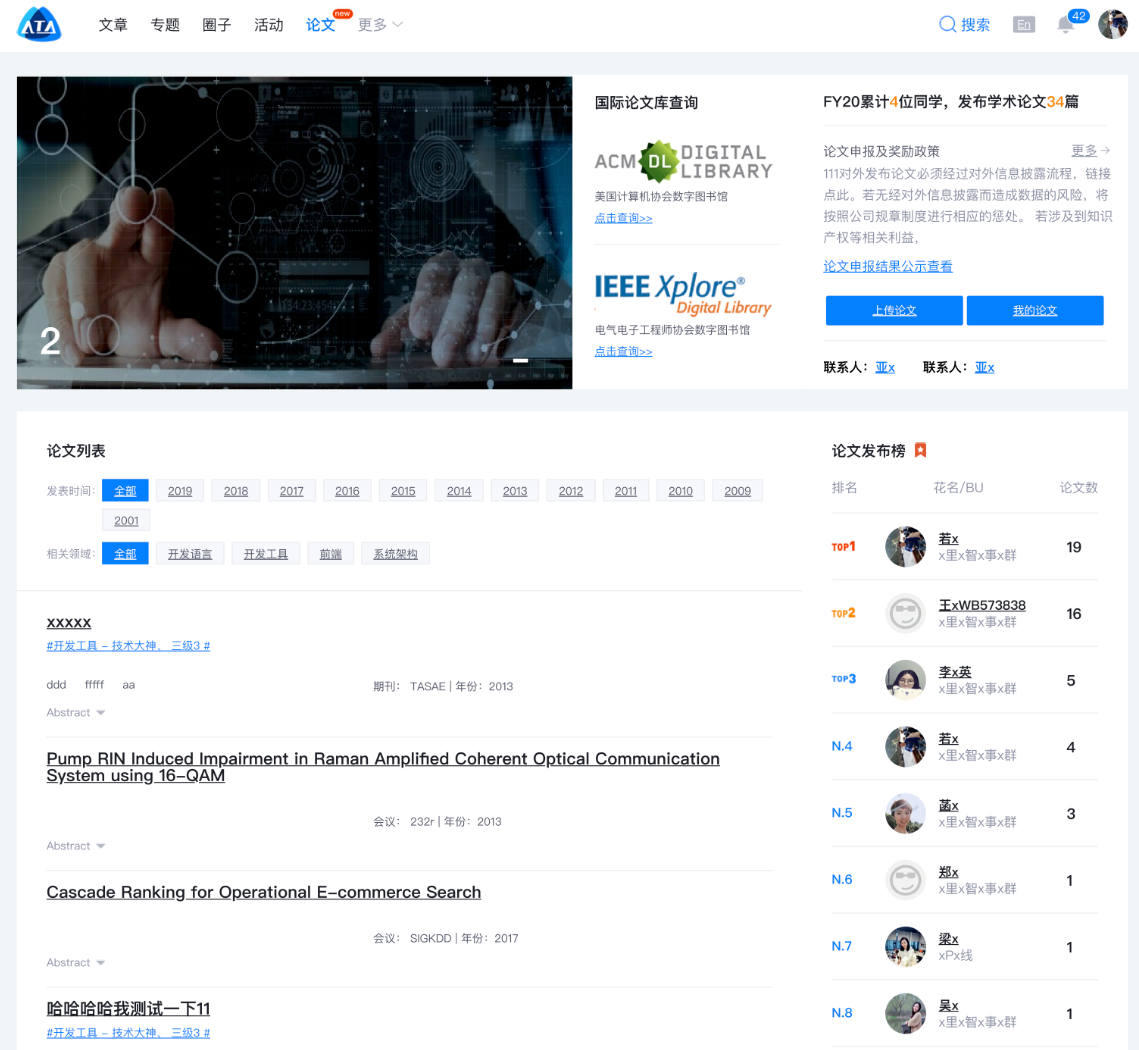 ATA 文章 专题 圈子 活动 论文 new 更多 搜索 En 42
2
国际论文库查询
ACM DL DIGITAL LIBRARY
美国计算机协会数字图书馆
点击查询>>
IEEE Xplore®
Digital Library
电气电子工程师协会数字图书馆
点击查询>>
FY20累计4位同学，发布学术论文34篇
论文申报及奖励政策 更多
111对外发布论文必须经过对外信息披露流程，链接
点此。若无经对外信息披露而造成数据的风险，将
按照公司规章制度进行相应的惩处。 若涉及到知识
产权等相关利益，
论文申报结果公示查看
上传论文 我的论文
联系人：亚x 联系人：亚x
论文列表
发表时间: 全部 2019 2018 2017 2016 2015 2014 2013 2012 2011 2010 2009
2001
相关领域: 全部 开发语言 开发工具 前端 系统架构
xxxxx
#开发工具 - 技术大神、 三级3 #
ddd fffff aa 期刊： TASAE | 年份：2013
Abstract
Pump RIN Induced Impairment in Raman Amplified Coherent Optical Communication
System using 16-QAM
会议： 232r | 年份：2013
Abstract
Cascade Ranking for Operational E-commerce Search
会议： SIGKDD | 年份：2017
Abstract
哈哈哈哈我测试一下11
#开发工具 - 技术大神、 三级3 #
论文发布榜
排名 花名/BU 论文数
TOP1 若x 19
x里x智x事x群
TOP2 王xWB573838 16
x里x智x事x群
TOP3 李x英 5
x里x智x事x群
N.4 若x 4
x里x智x事x群
N.5 菡x 3
x里x智x事x群
N.6 郑x 1
x里x智x事x群
N.7 梁x 1
xPx线
N.8 吴x 1
x里x智x事x群